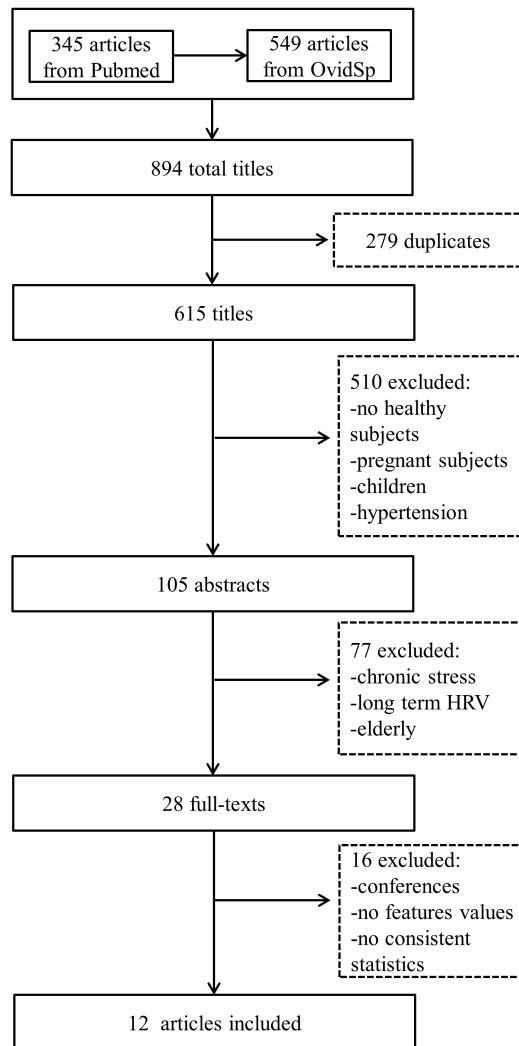 345 articles
from Pubmed
549 articles
from OvidSp
894 total titles
279 duplicates
615 titles
510 excluded:
-no healthy
subjects
-pregnant subjects
-children
-hypertension
105 abstracts
77 excluded:
-chronic stress
-long term HRV
-elderly
28 full-texts
16 excluded:
-conferences
-no features values
-no consistent
statistics
12 articles included